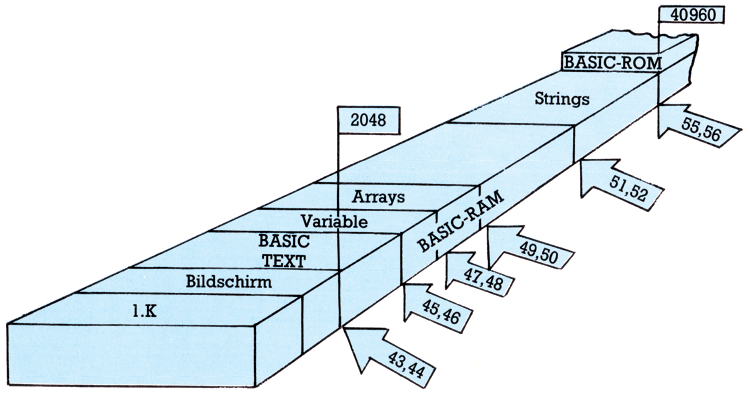 40960
BASIC-ROM
Strings
2048
55,56
51,52
Arrays
Variable
BASIC-RAM
BASIC
TEXT
49,50
47,48
Bildschirm
45,46
1.K
43,44